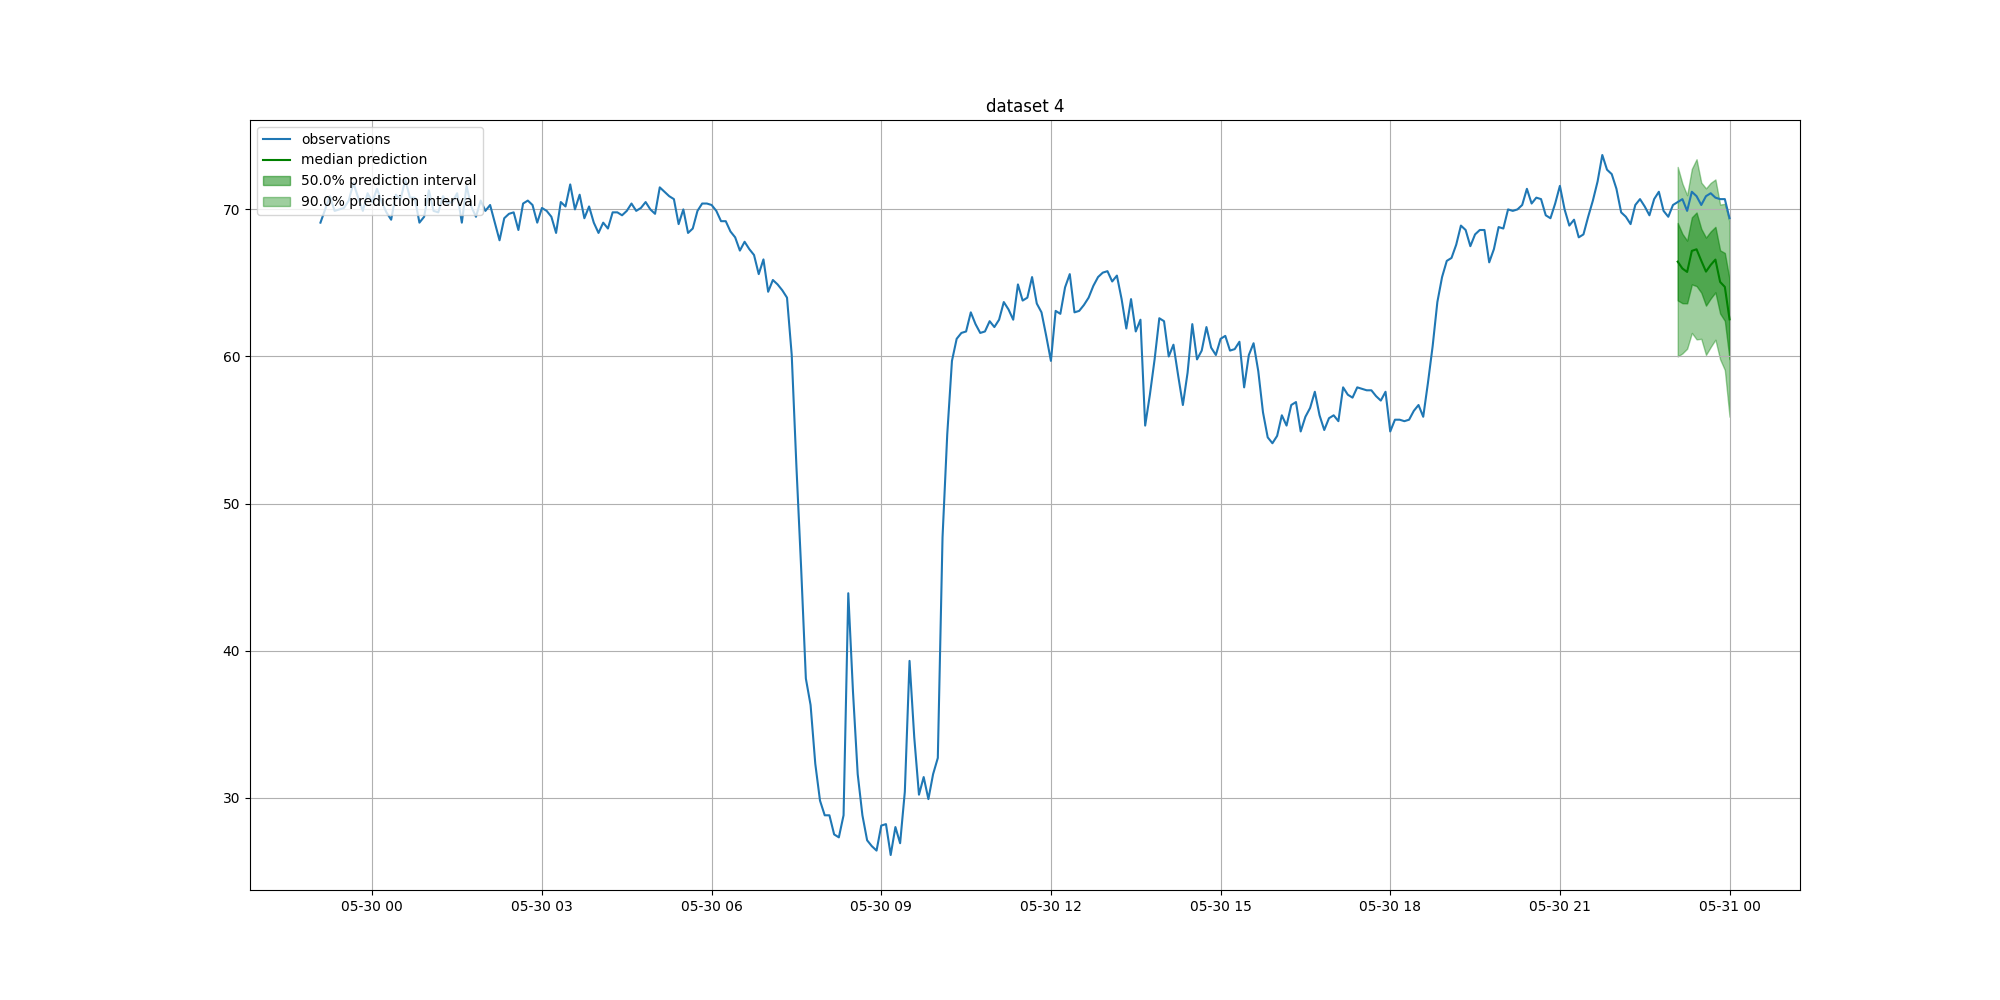 dataset 4
observations
median prediction
50.0% prediction interval
90.0% prediction interval
70
60
50
40
30
05-30 00
05-30 03
05-30 06
05-30 09
05-30 12
05-30 15
05-30 18
05-30 21
05-31 00